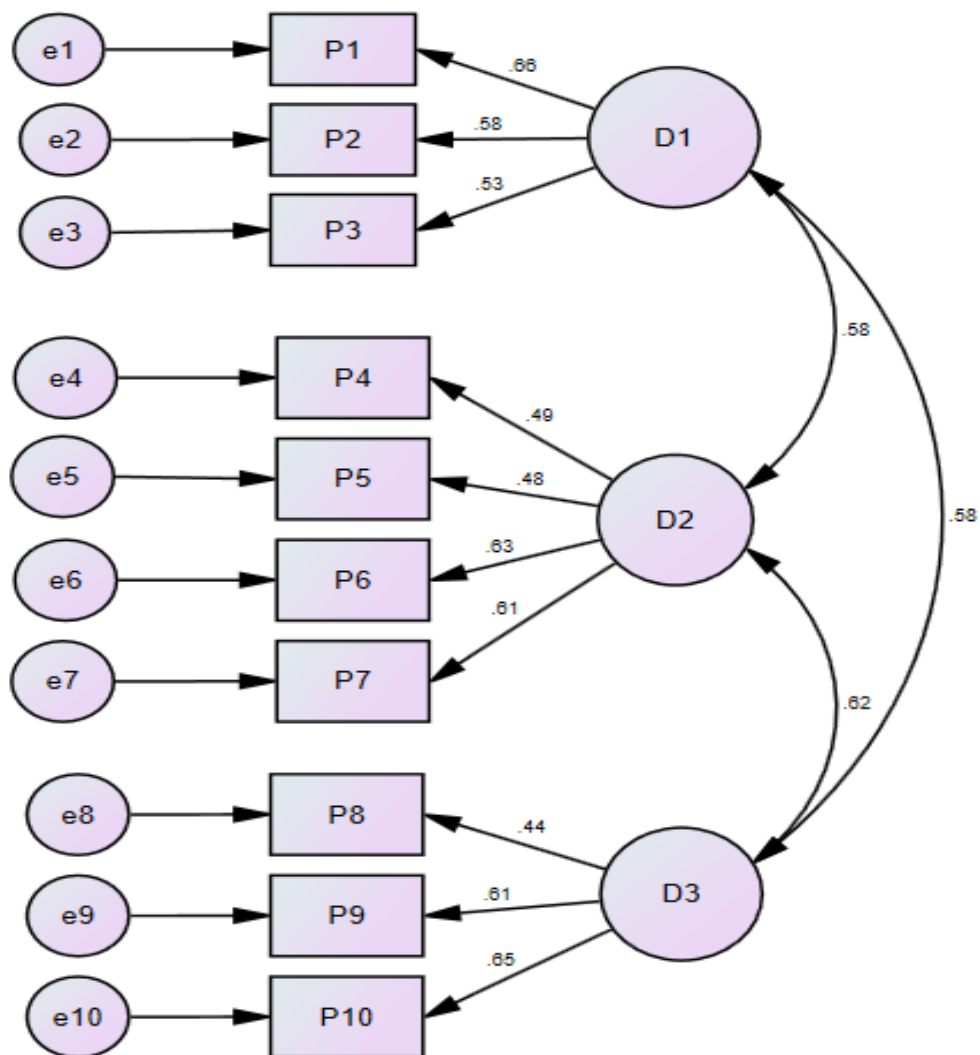 e1
P1
.66
D1
e2
P2
.58
e3
P3
.53
.58
e4
P4
.49
e5
P5
.48
D2
.58
e6
P6
.63
e7
P7
.61
.62
e8
P8
.44
D3
e9
P9
.61
e10
P10
.65